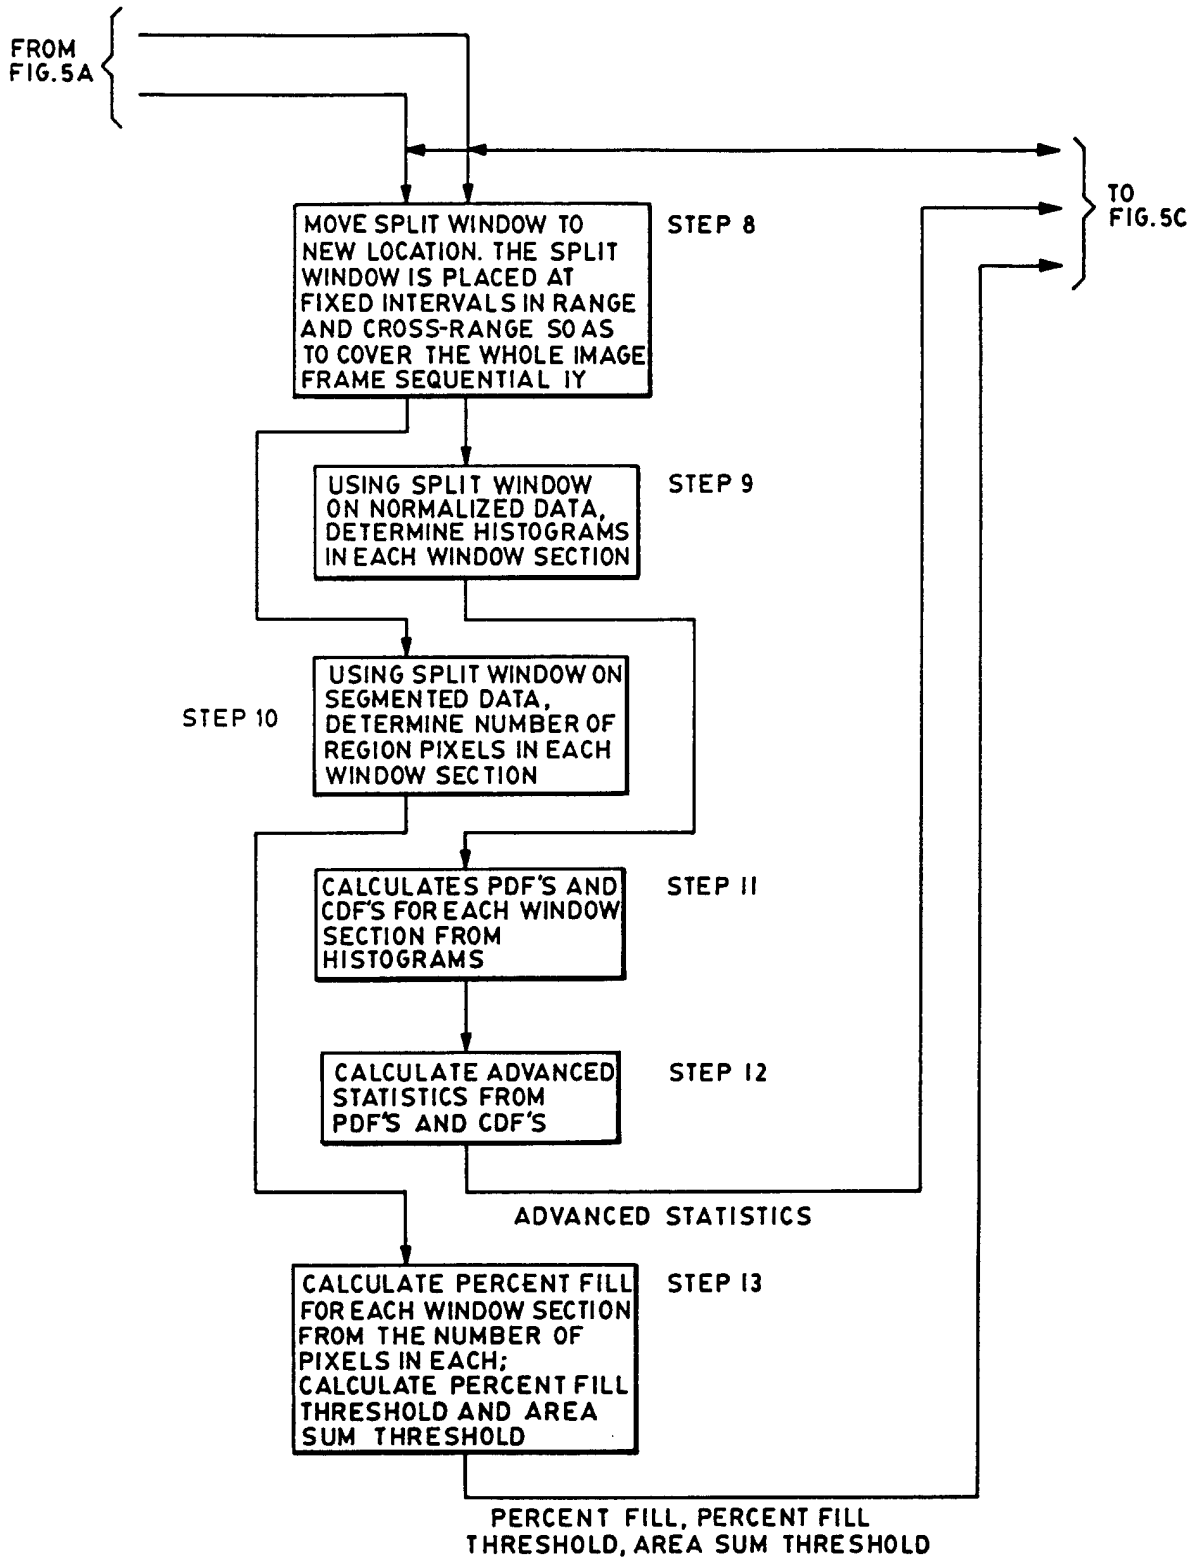 FROM
FIG.5A
TO
FIG.5C
MOVE SPLIT WINDOW TO
NEW LOCATION. THE SPLIT
WINDOW IS PLACED AT
FIXED INTERVALS IN RANGE
AND CROSS-RANGE SO AS
TO COVER THE WHOLE IMAGE
FRAME SEQUENTIAL IY
STEP 8
USING SPLIT WINDOW
ON NORMALIZED DATA,
DETERMINE HISTOGRAMS
IN EACH WINDOW SECTION
STEP 9
USING SPLIT WINDOW ON
SEGMENTED DATA,
DETERMINE NUMBER OF
REGION PIXELS IN EACH
WINDOW SECTION
STEP 10
CALCULATES PDF'S AND
CDF'S FOR EACH WINDOW
SECTION FROM
HISTOGRAMS
STEP 11
CALCULATE ADVANCED
STATISTICS FROM
PDF'S AND CDF'S
STEP 12
ADVANCED STATISTICS
CALCULATE PERCENT FILL
FOR EACH WINDOW SECTION
FROM THE NUMBER OF
PIXELS IN EACH;
CALCULATE PERCENT FILL
THRESHOLD AND AREA
SUM THRESHOLD
STEP 13
PERCENT FILL, PERCENT FILL
THRESHOLD, AREA SUM THRESHOLD